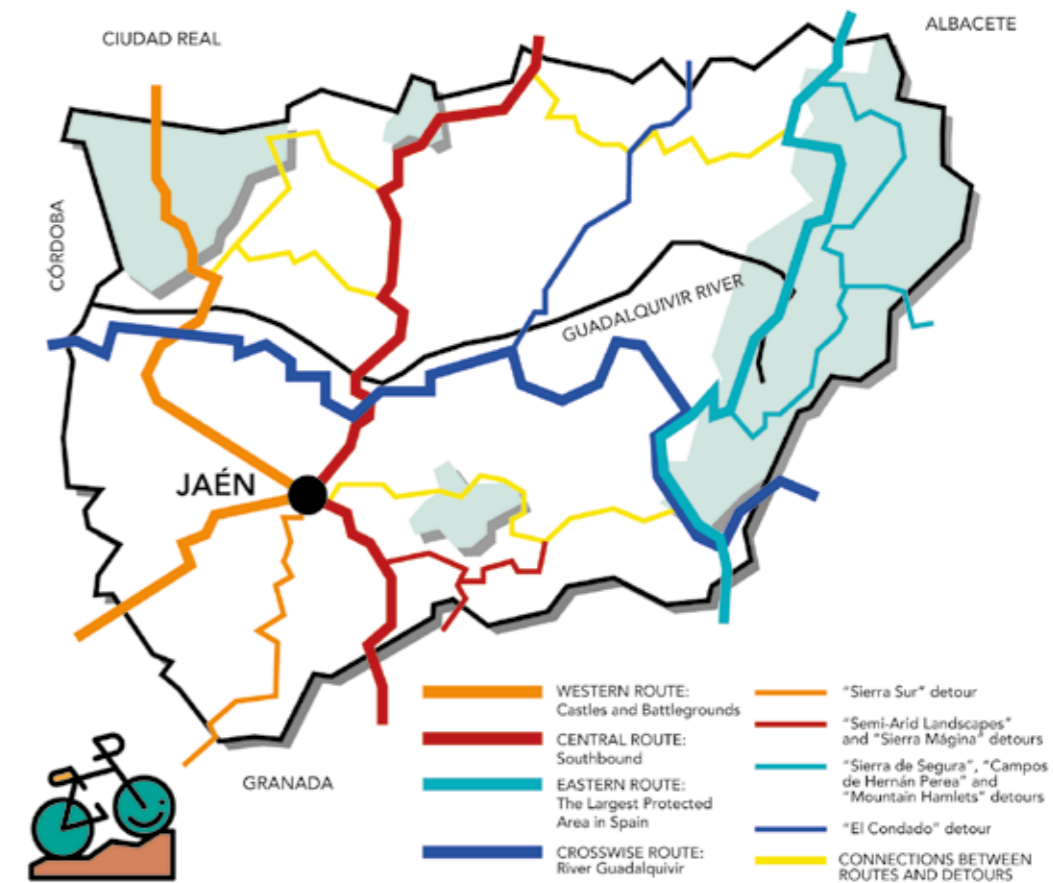 CIUDAD REAL
ALBACETE
CÓRDOBA
GUADALQUIVIR RIVER
JAÉN
GRANADA
WESTERN ROUTE:
Castles and Battlegrounds
CENTRAL ROUTE:
Southbound
EASTERN ROUTE:
The Largest Protected
Area in Spain
CROSSWISE ROUTE:
River Guadalquivir
"Sierra Sur" detour
"Semi-Arid Landscapes"
and "Sierra Mágina" detours
"Sierra de Segura", "Campos
de Hernán Perea" and
"Mountain Hamlets" detours
"El Condado" detour
CONNECTIONS BETWEEN
ROUTES AND DETOURS